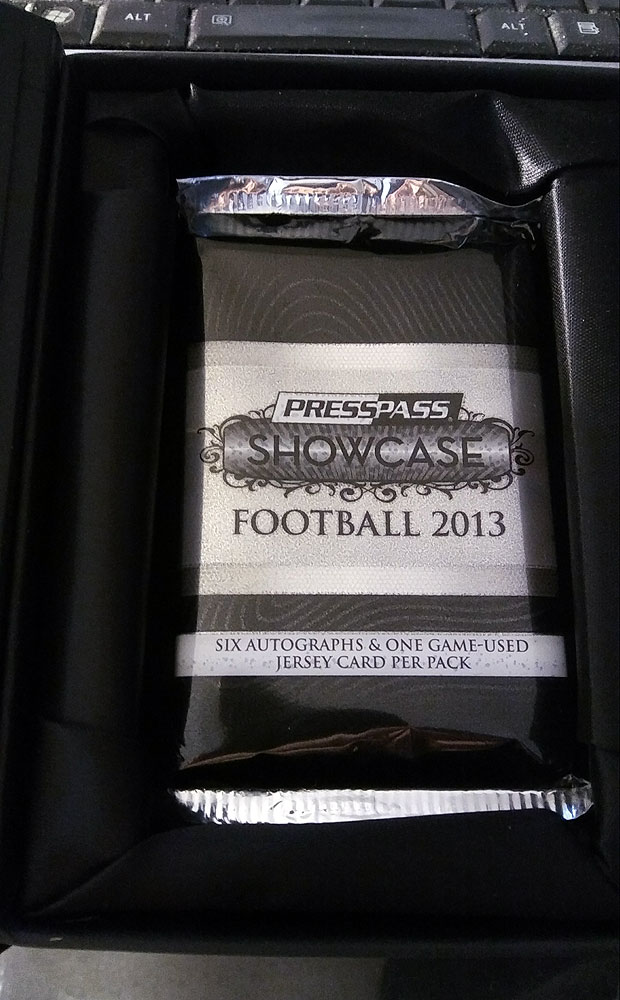 ALT
ALT
PRESSPASS
SHOWCASE
FOOTBALL 2013
SIX AUTOGRAPHS & ONE GAME-USED
JERSEY CARD PER PACK